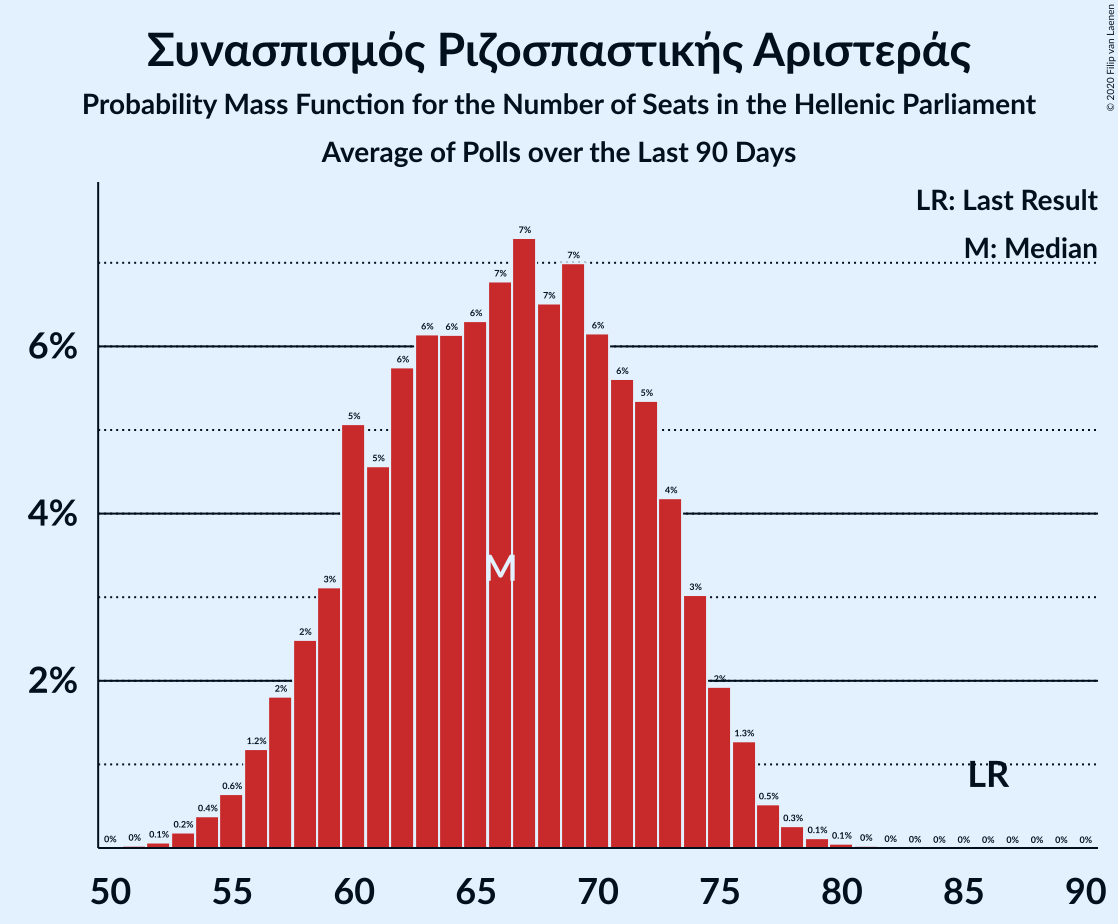 Συνασπισμός Ριζοσπαστικής Αριστεράς
Probability Mass Function for the Number of Seats in the Hellenic Parliament
Average of Polls over the Last 90 Days
© 2020 Filip van Laenen
LR: Last Result
M: Median
6%
4%
2%
0% 0% 0.1% 0.2% 0.4% 0.6% 1.2% 2% 2% 3% 5% 5% 6% 6% 6% 6% 7% 7% 7% 7% 6% 6% 5% 4% 3% 2% 1.3% 0.5% 0.3% 0.1% 0.1% 0% 0% 0% 0% 0% 0% 0% 0% 0% 0%
M
LR
50 55 60 65 70 75 80 85 90